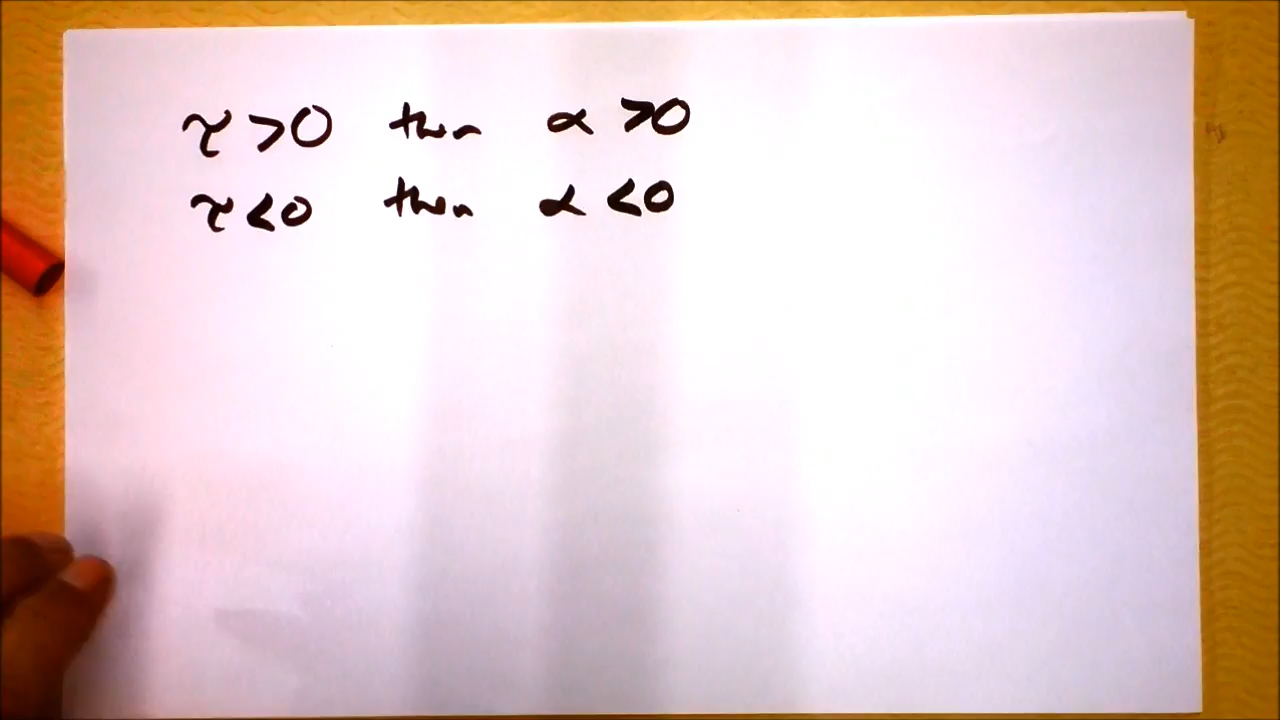 τ >0 then α >0
τ <0 then α <0